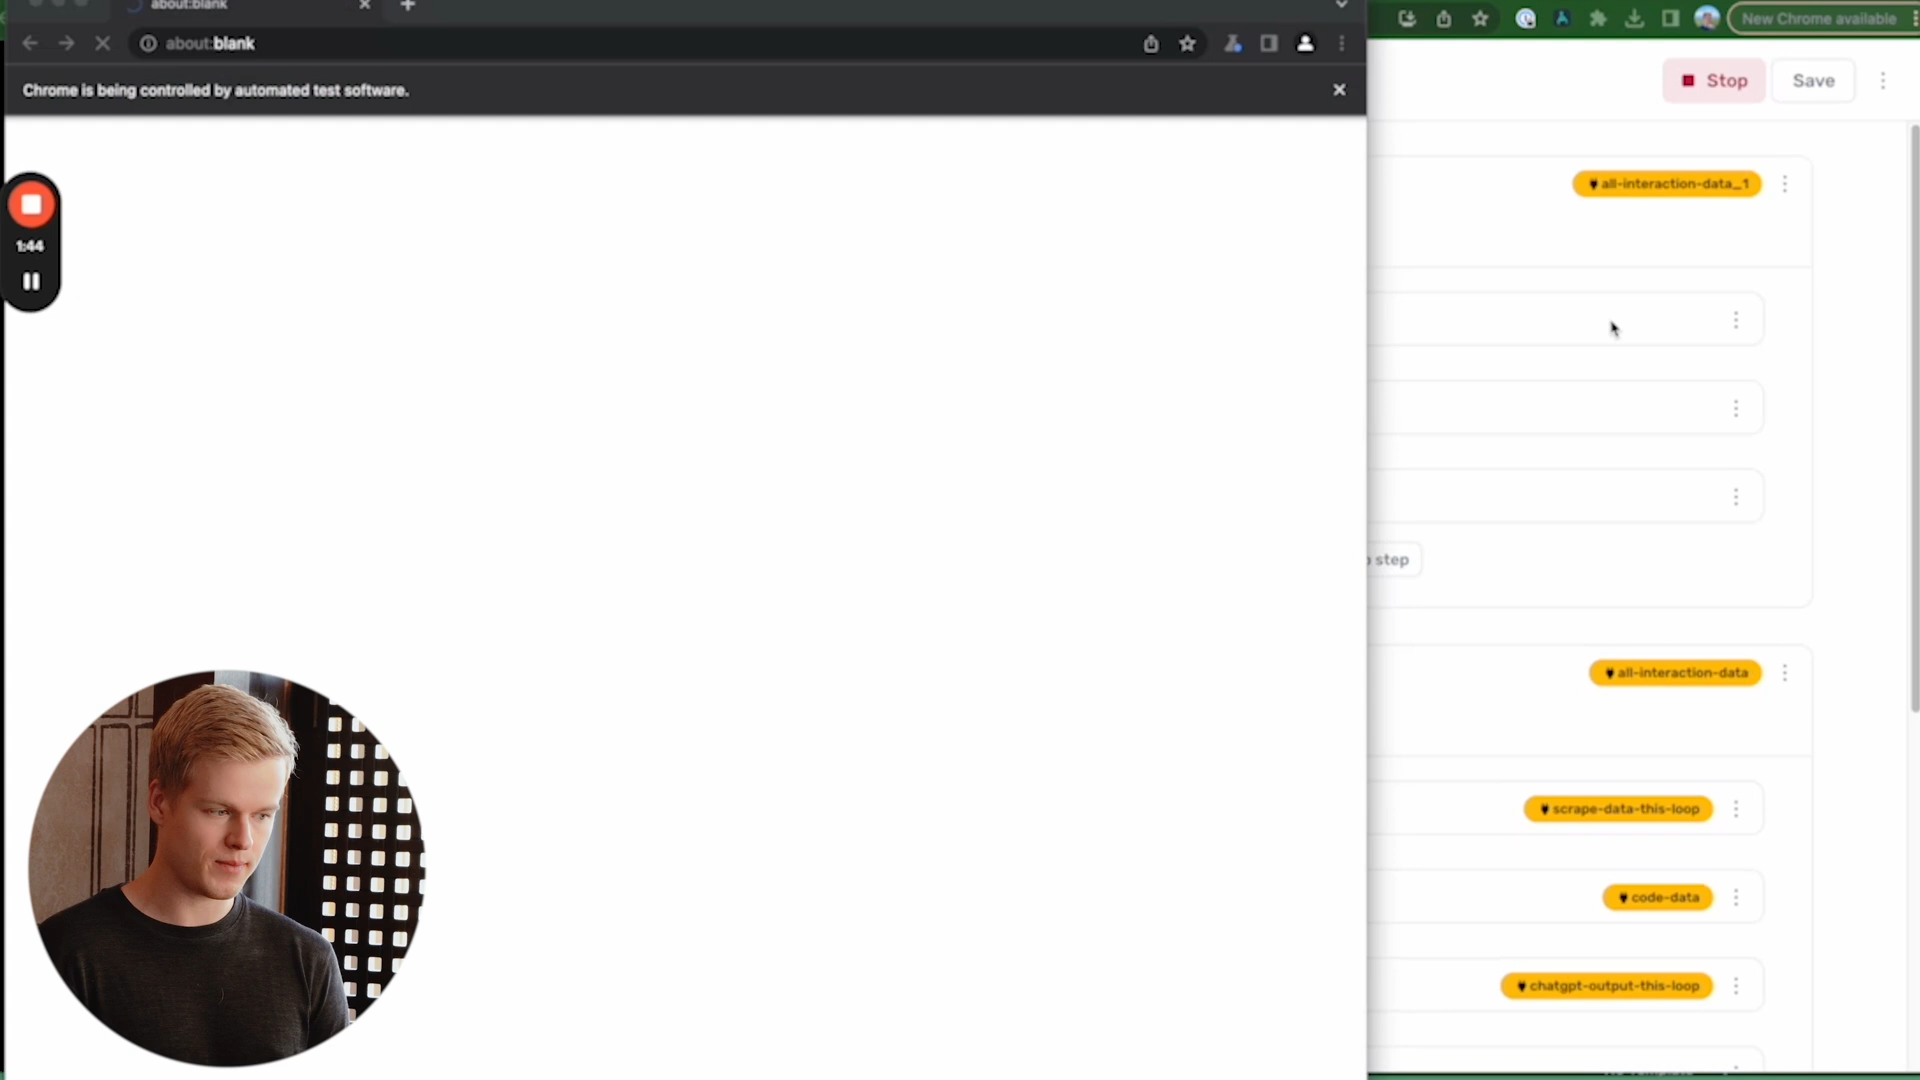 about:blank
New Chrome available
about:blank
Chrome is being controlled by automated test software.
Stop
Save
all-interaction-data_1
1:44
step
all-interaction-data
scrape-data-this-loop
code-data
chatgpt-output-this-loop